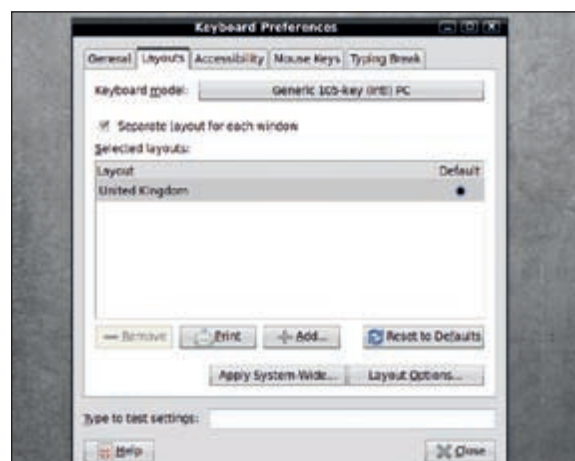 Keyboard Preferences
General Layouts Accessibility Mouse Keys Typing Break
Keyboard model: Generic 105-key (Intl) PC
Separate layout for each window
Selected layouts:
Layout Default
United Kingdom
Remove Print Add... Reset to Defaults
Apply System-Wide... Layout Options...
Type to test settings:
Help Close